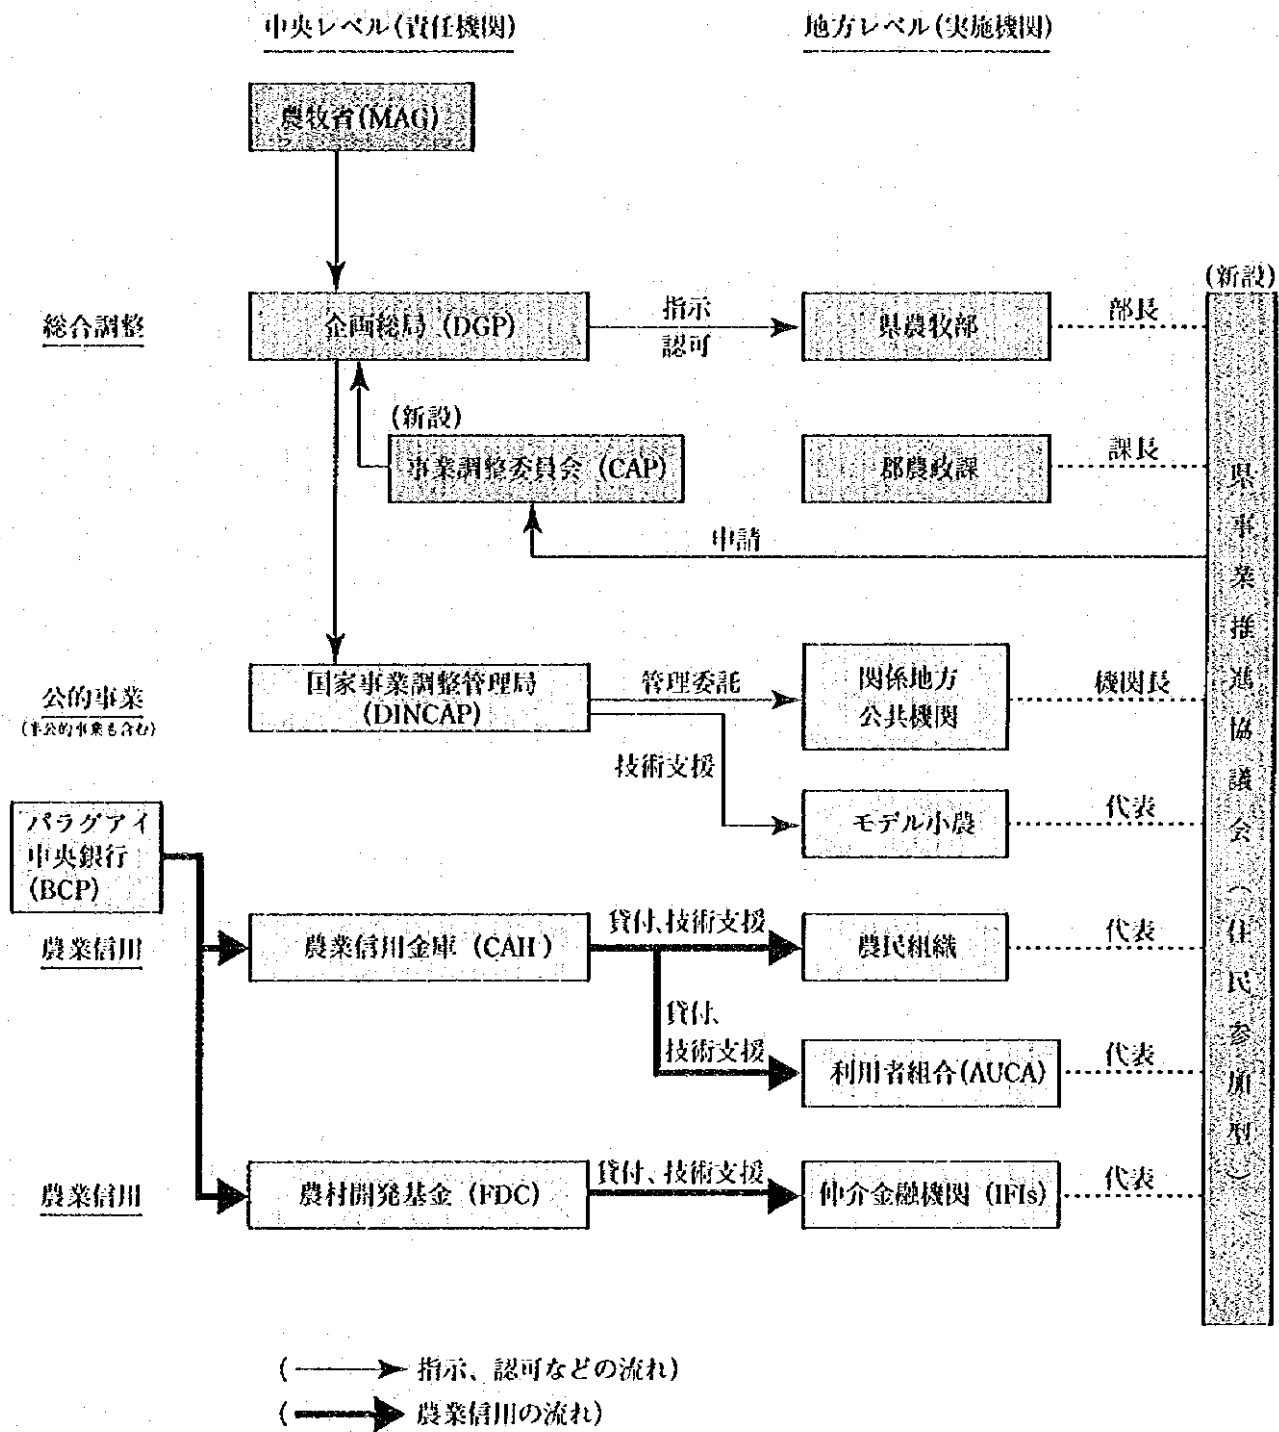 中央レベル(責任機関)
地方レベル(実施機関)
農牧省(MAG)
(新設)
総合調整
企画総局 (DGP)
指示
認可
県農牧部
部長
(新設)
事業調整委員会 (CAP)
郡農政課
課長
申請
公的事業
(半公的事業も含む)
国家事業調整管理局
(DINCAP)
管理委託
関係地方
公共機関
機関長
技術支援
モデル小農
代表
パラグアイ
中央銀行
(BCP)
農業信用
農業信用金庫 (CAH)
貸付、技術支援
農民組織
代表
貸付、
技術支援
利用者組合(AUCA)
代表
農業信用
農村開発基金 (FDC)
貸付、技術支援
仲介金融機関 (IFIs)
代表
県事業推進協議会(住民参加型)
( 指示、認可などの流れ)
( 農業信用の流れ)